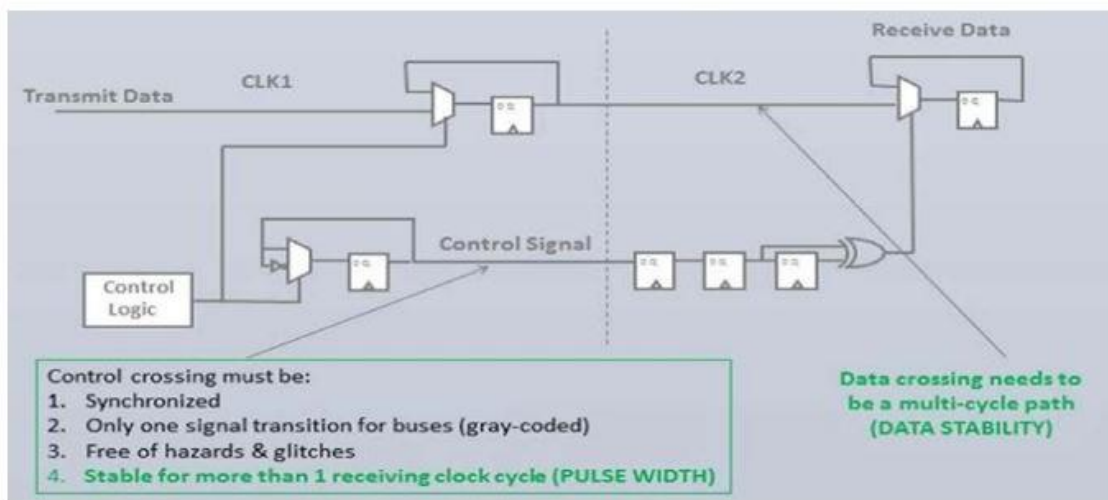 Receive Data
CLK1
CLK2
Transmit Data
Control Signal
Control
Logic
Control crossing must be:
1. Synchronized
2. Only one signal transition for buses (gray-coded)
3. Free of hazards & glitches
4. Stable for more than 1 receiving clock cycle (PULSE WIDTH)
Data crossing needs to
be a multi-cycle path
(DATA STABILITY)